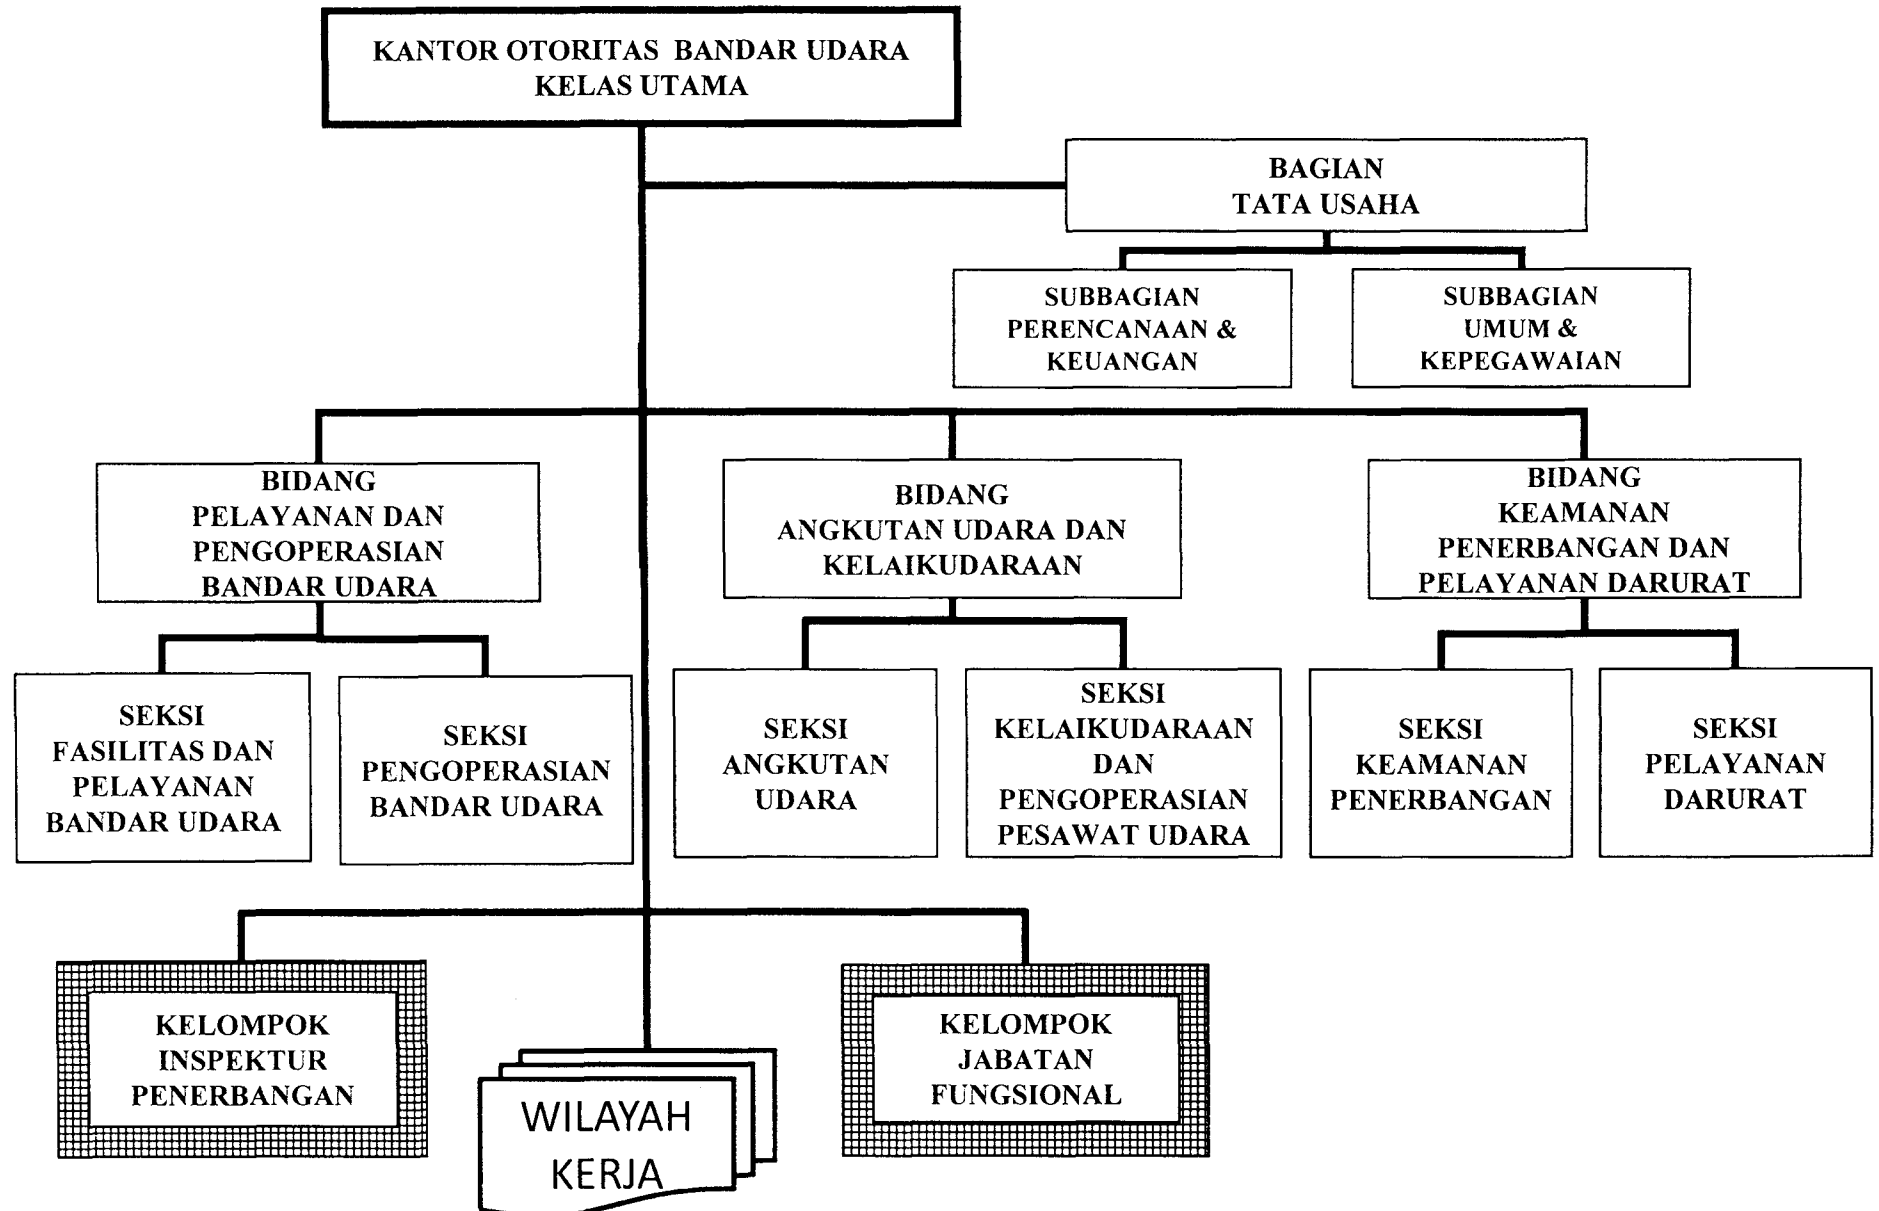 KANTOR OTORITAS BANDAR UDARA
KELAS UTAMA
BAGIAN
TATA USAHA
SUBBAGIAN
PERENCANAAN &
KEUANGAN
SUBBAGIAN
UMUM &
KEPEGAWAIAN
BIDANG
PELAYANAN DAN
PENGOPERASIAN
BANDAR UDARA
BIDANG
ANGKUTAN UDARA DAN
KELAIKUDARAAN
BIDANG
KEAMANAN
PENERBANGAN DAN
PELAYANAN DARURAT
SEKSI
FASILITAS DAN
PELAYANAN
BANDAR UDARA
SEKSI
PENGOPERASIAN
BANDAR UDARA
SEKSI
ANGKUTAN
UDARA
SEKSI
KELAIKUDARAAN
DAN
PENGOPERASIAN
PESAWAT UDARA
SEKSI
KEAMANAN
PENERBANGAN
SEKSI
PELAYANAN
DARURAT
KELOMPOK
INSPEKTUR
PENERBANGAN
WILAYAH
KERJA
KELOMPOK
JABATAN
FUNGSIONAL